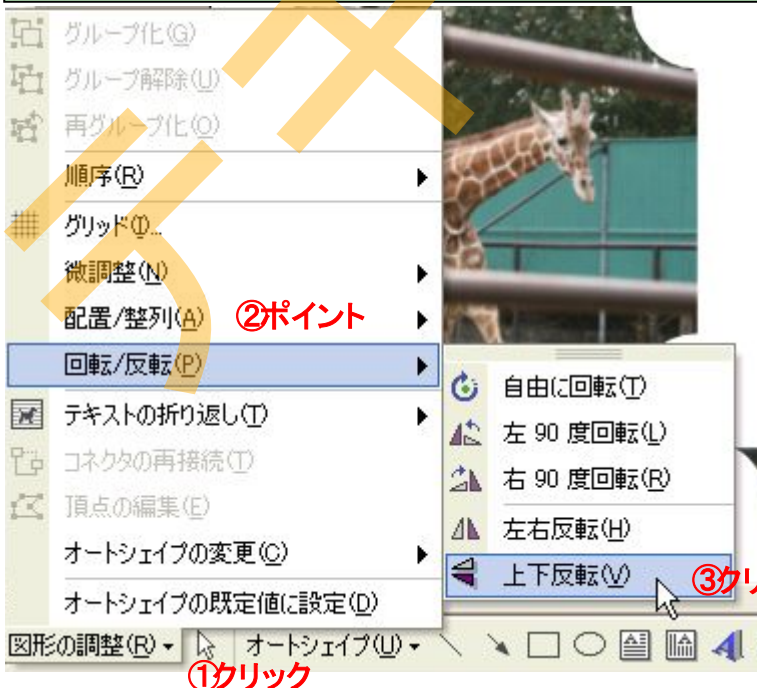 グループ化(G)
グループ解除(U)
再グループ化(O)
順序(R)
グリッド(I)...
微調整(N)
配置/整列(A)
②ポイント
回転/反転(P)
テキストの折り返し(T)
コネクタの再接続(T)
頂点の編集(E)
オートシェイプの変更(C)
オートシェイプの既定値に設定(D)
自由に回転(T)
左 90 度回転(L)
右 90 度回転(R)
左右反転(H)
上下反転(V)
③クリ
図形の調整(R)
オートシェイプ(U)
①クリック